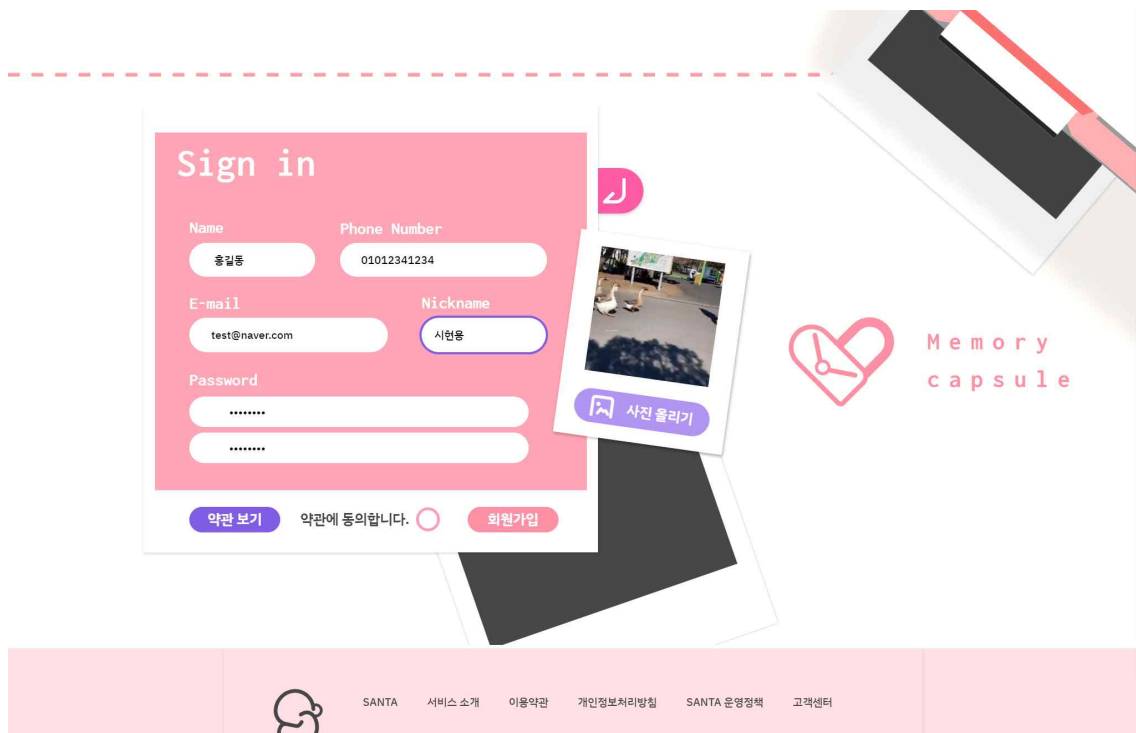 Sign in
Name
Phone Number
홍길동
01012341234
E-mail
Nickname
test@naver.com
시현용
Password
••••••••
••••••••
사진 올리기
약관 보기
약관에 동의합니다.
회원가입
Memory
capsule
SANTA
서비스 소개
이용약관
개인정보처리방침
SANTA 운영정책
고객센터